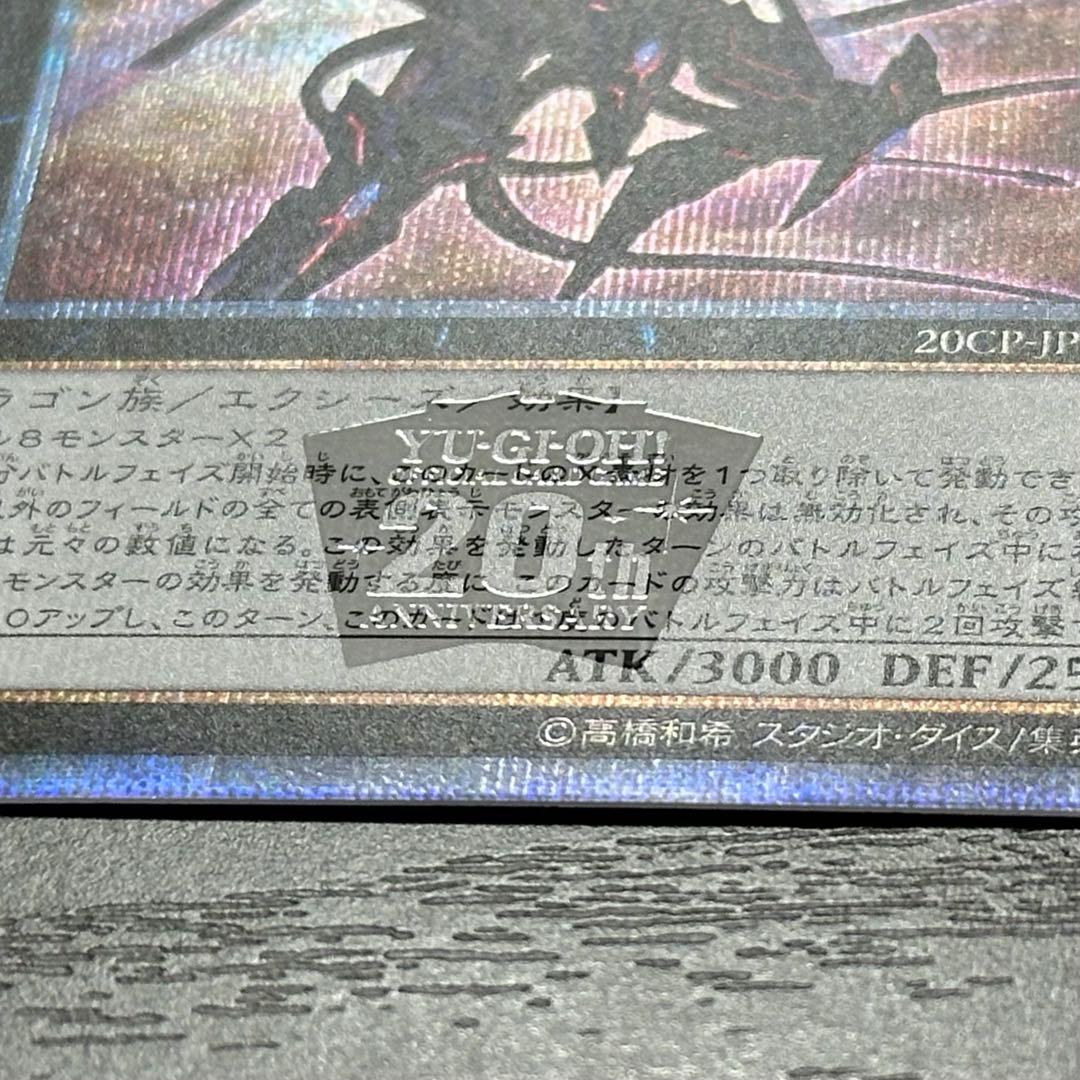 20CP-JP
ラゴン族/エクシーズ/効果】
ル8モンスター×2
分バトルフェイズ開始時に、このカードのX素材を1つ取り除いて発動でき
以外のフィールドの全ての表側表示モンスターの効果は無効化され、その攻
は元々の数値になる。この効果を発動したターンのバトルフェイズ中に
モンスターの効果を発動する度に、このカードの攻撃力はバトルフェイズ
0アップし、このターン、このカードは1度のバトルフェイズ中に2回攻撃
YU-GI-OH!
20th
ANNIVERSARY
ATK/3000 DEF/25
©高橋和希 スタジオ・ダイス/集